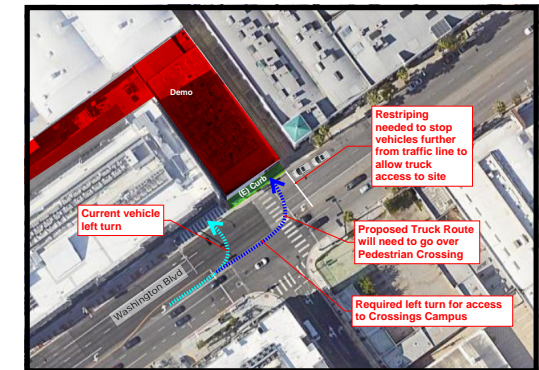 Demo
Restriping
needed to stop
vehicles further
from traffic line to
allow truck
access to site
(E) Curb
Current vehicle
left turn
Proposed Truck Route
will need to go over
Pedestrian Crossing
Washington Blvd
Required left turn for access
to Crossings Campus